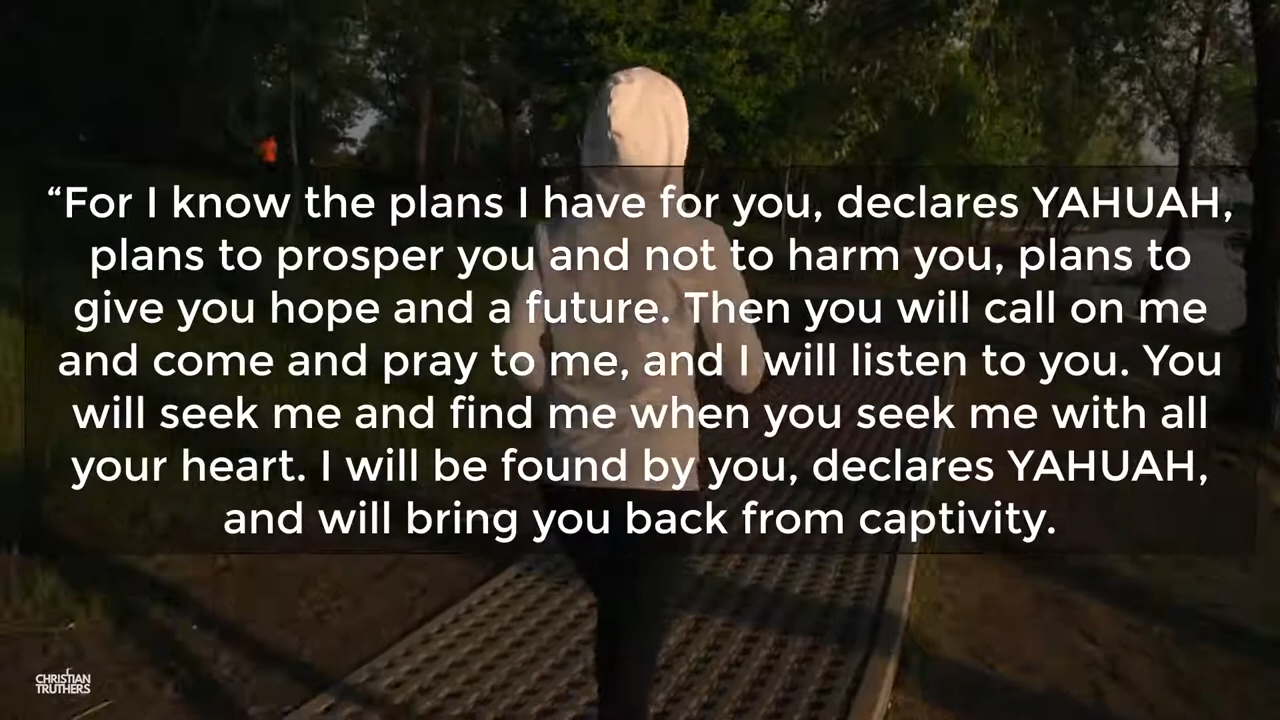 “For I know the plans I have for you, declares YAHUAH,
plans to prosper you and not to harm you, plans to
give you hope and a future. Then you will call on me
and come and pray to me, and I will listen to you. You
will seek me and find me when you seek me with all
your heart. I will be found by you, declares YAHUAH,
and will bring you back from captivity.
CHRISTIAN
TRUTHERS